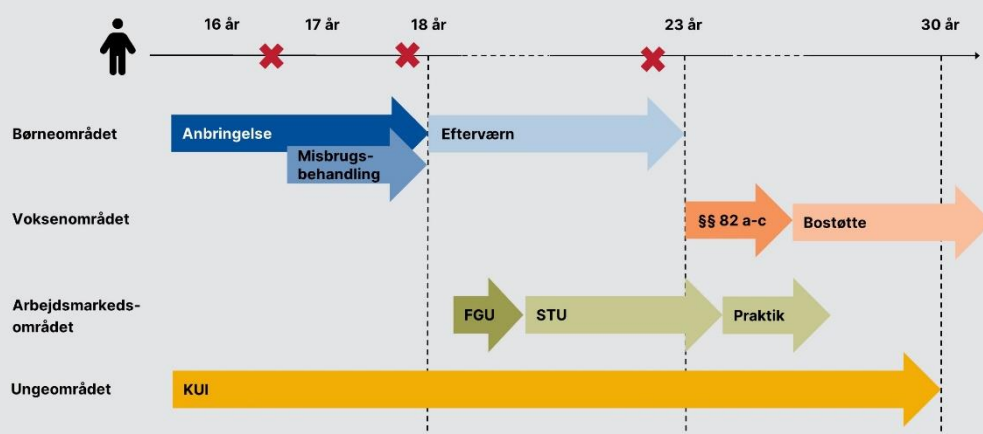 16 år
17 år
18 år
23 år
30 år
Børneområdet
Anbringelse
Efterværn
Misbrugs-
behandling
Voksenområdet
§§ 82 a-c
Bostøtte
Arbejdsmarkeds-
området
FGU
STU
Praktik
Ungeområdet
KUI